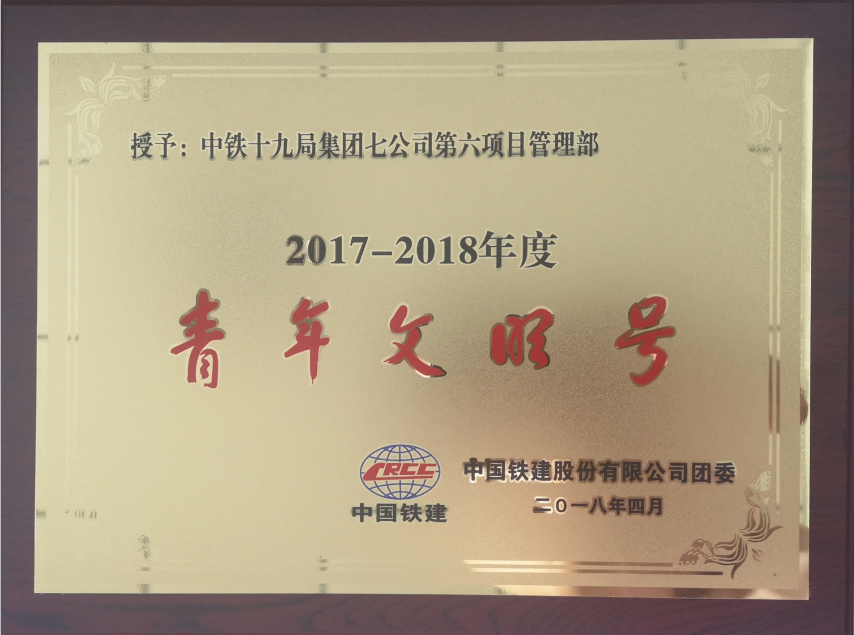 授予：中铁十九局集团七公司第六项目管理部
2017-2018年度
青年文明号
CRCC
中国铁建
中国铁建股份有限公司团委
二０一八年四月